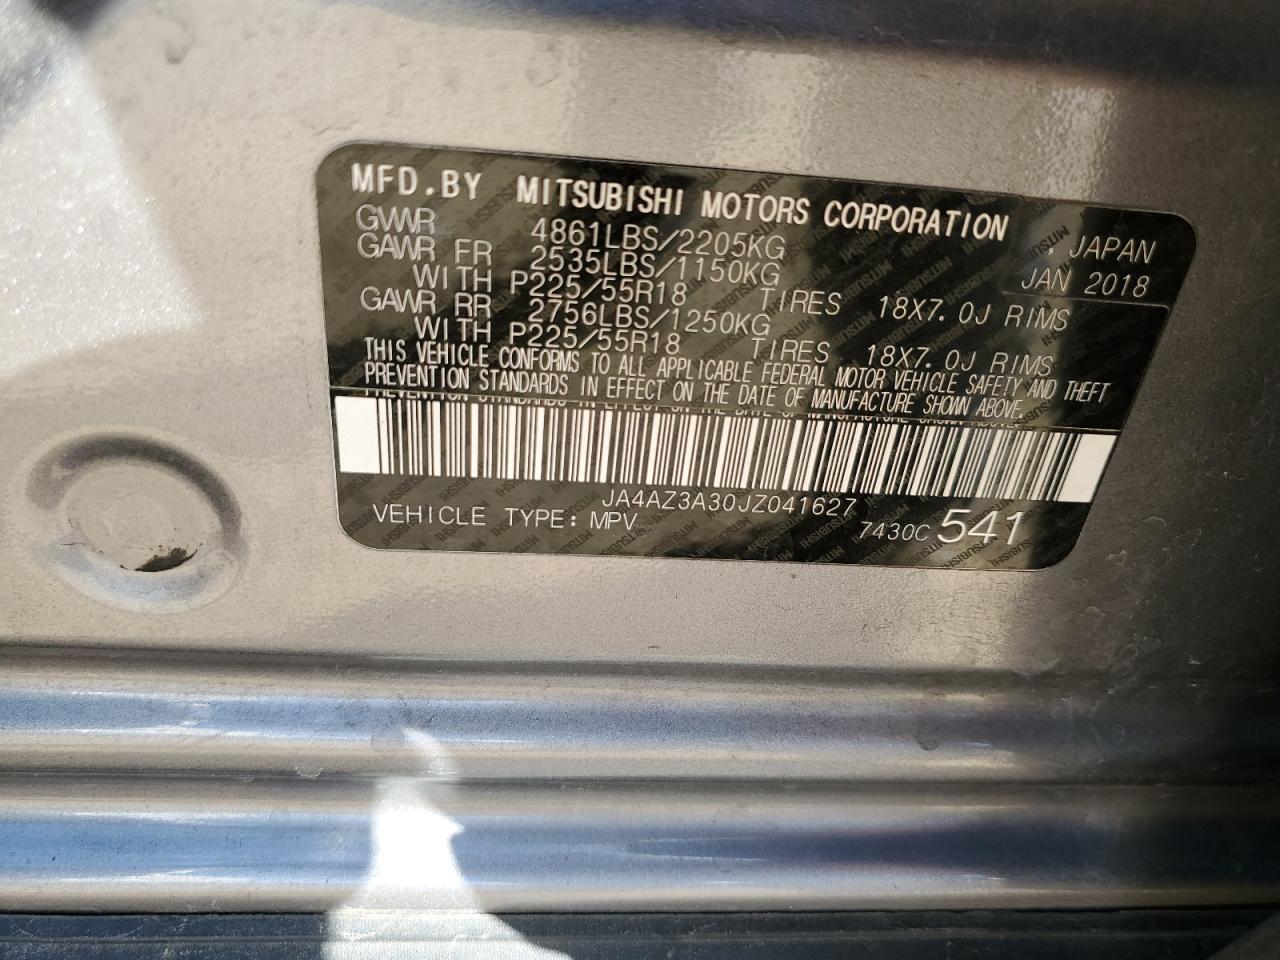 MFD.BY MITSUBISHI MOTORS CORPORATION
. JAPAN
GVWR 4861LBS/2205KG JAN 2018
GAWR FR 2535LBS/1150KG
WITH P225/55R18 TIRES 18X7.0J RIMS
GAWR RR 2756LBS/1250KG
WITH P225/55R18 TIRES 18X7.0J RIMS
THIS VEHICLE CONFORMS TO ALL APPLICABLE FEDERAL MOTOR VEHICLE SAFETY AND THEFT
PREVENTION STANDARDS IN EFFECT ON THE DATE OF MANUFACTURE SHOWN ABOVE.
JA4AZ3A30JZ041627
VEHICLE TYPE: MPV 7430C 541